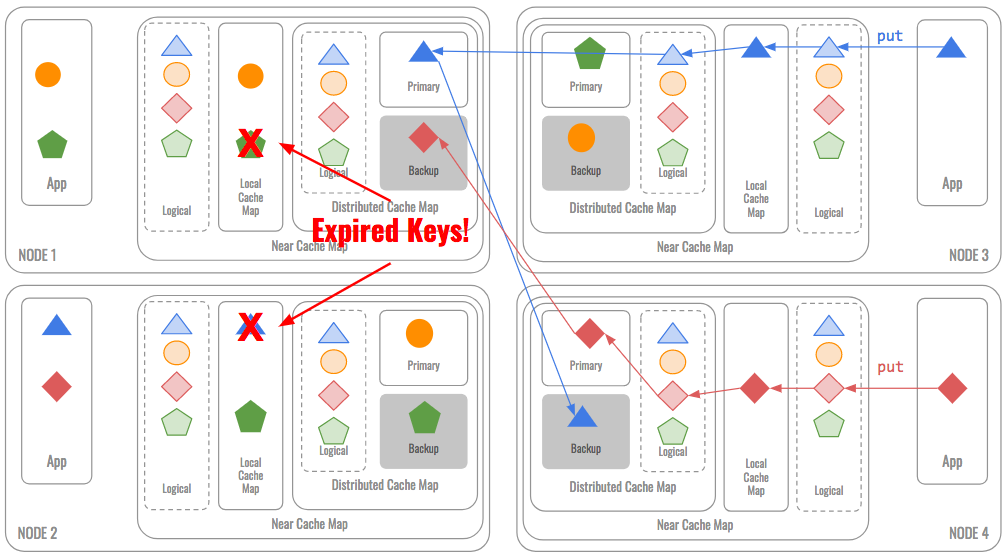 App
Logical
Local
Cache
Map
Logical
Primary
Backup
Distributed Cache Map
Near Cache Map
NODE 1
Expired Keys!
Primary
Backup
Logical
Distributed Cache Map
Local
Cache
Map
Logical
Near Cache Map
put
App
NODE 3
App
Logical
Local
Cache
Map
Logical
Primary
Backup
Distributed Cache Map
Near Cache Map
NODE 2
Primary
Backup
Logical
Distributed Cache Map
Local
Cache
Map
Logical
Near Cache Map
put
App
NODE 4
X
X